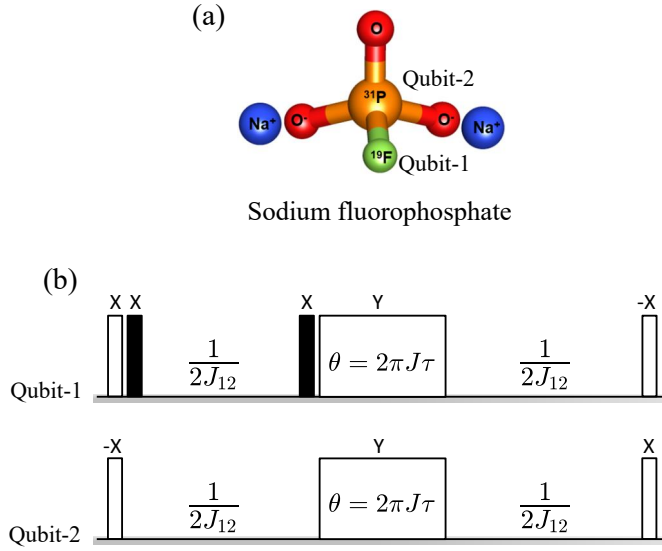 (a)
O
Qubit-2
³¹P
Na⁺ O⁻ O⁻ Na⁺
¹⁹F Qubit-1
Sodium fluorophosphate
(b)
X X X Y -X
Qubit-1 1/2J₁₂ θ = 2πJτ 1/2J₁₂
-X Y X
Qubit-2 1/2J₁₂ θ = 2πJτ 1/2J₁₂